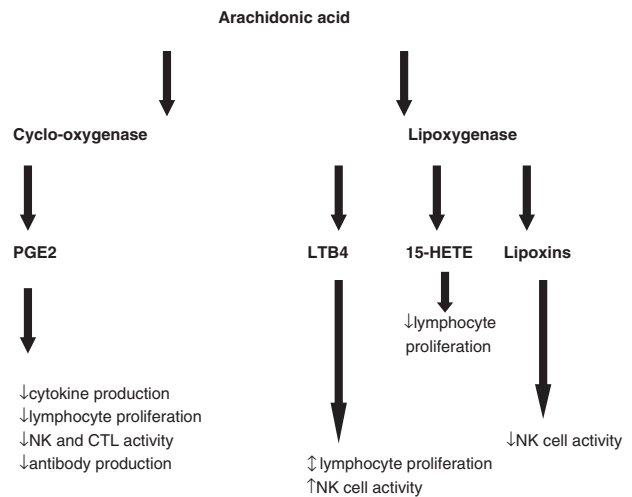 Arachidonic acid
Cyclo-oxygenase
Lipoxygenase
PGE2
LTB4
15-HETE
Lipoxins
↓lymphocyte
proliferation
↓cytokine production
↓lymphocyte proliferation
↓NK and CTL activity
↓antibody production
↓NK cell activity
↕ lymphocyte proliferation
↑NK cell activity